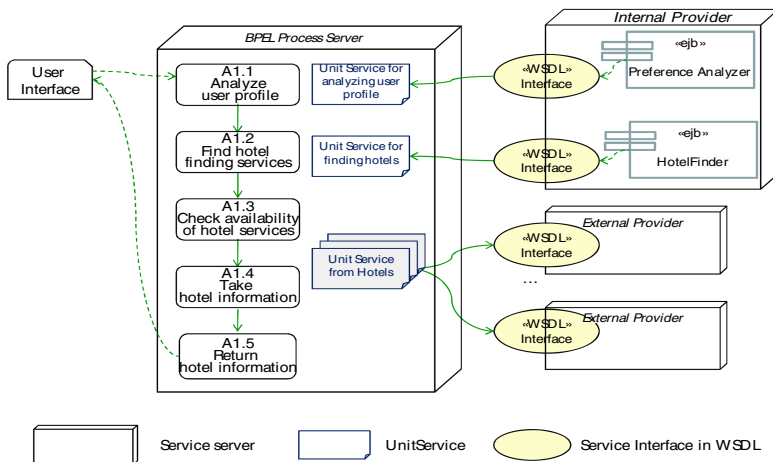 Internal Provider
BPEL Process Server
«ejb»
Preference Analyzer
User
Interface
A1.1
Analyze
user profile
Unit Service for
analyzing user
profile
«WSDL»
Interface
A1.2
Find hotel
finding services
Unit Service for
finding hotels
«WSDL»
Interface
«ejb»
HotelFinder
A1.3
Check availability
of hotel services
External Provider
«WSDL»
Interface
Unit Service
from Hotels
...
A1.4
Take
hotel information
External Provider
«WSDL»
Interface
A1.5
Return
hotel information
Service server
UnitService
Service Interface in WSDL